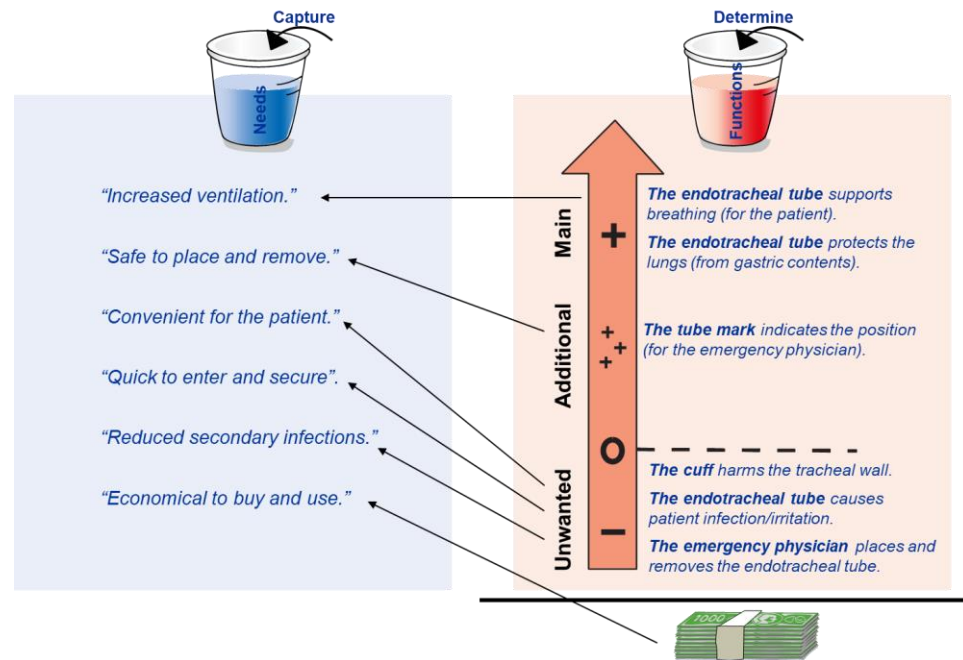 Capture
Needs
“Increased ventilation.”
“Safe to place and remove.”
“Convenient for the patient.”
“Quick to enter and secure”.
“Reduced secondary infections.”
“Economical to buy and use.”
Determine
Functions
Main
+
The endotracheal tube supports
breathing (for the patient).
The endotracheal tube protects the
lungs (from gastric contents).
Additional
+
+
+
The tube mark indicates the position
(for the emergency physician).
O
Unwanted
–
The cuff harms the tracheal wall.
The endotracheal tube causes
patient infection/irritation.
The emergency physician places and
removes the endotracheal tube.
1000